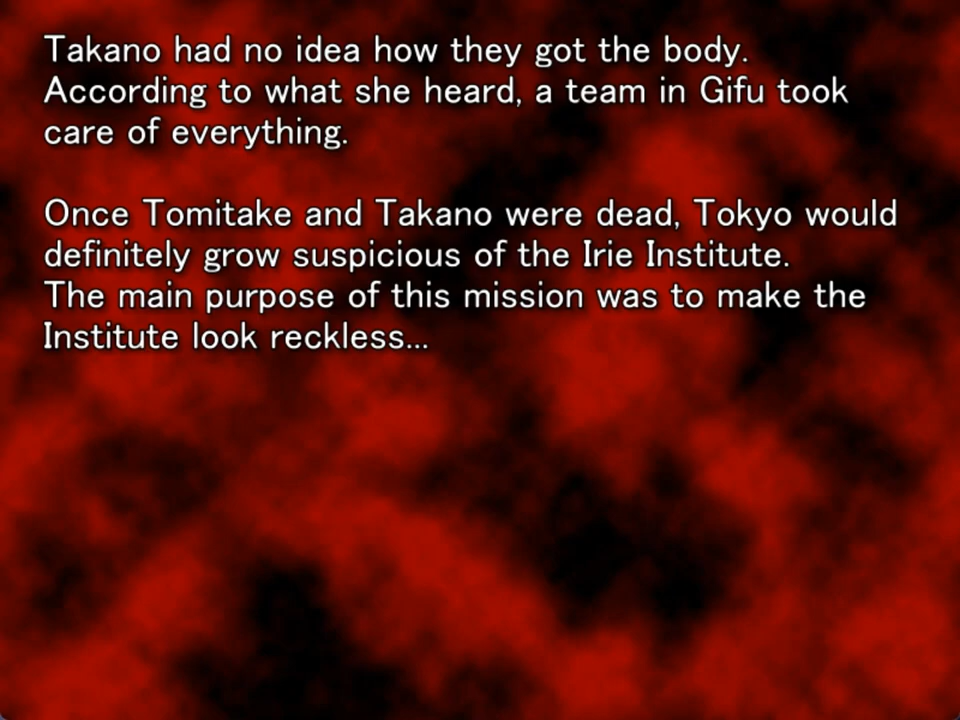 Takano had no idea how they got the body.
According to what she heard, a team in Gifu took
care of everything.
Once Tomitake and Takano were dead, Tokyo would
definitely grow suspicious of the Irie Institute.
The main purpose of this mission was to make the
Institute look reckless...